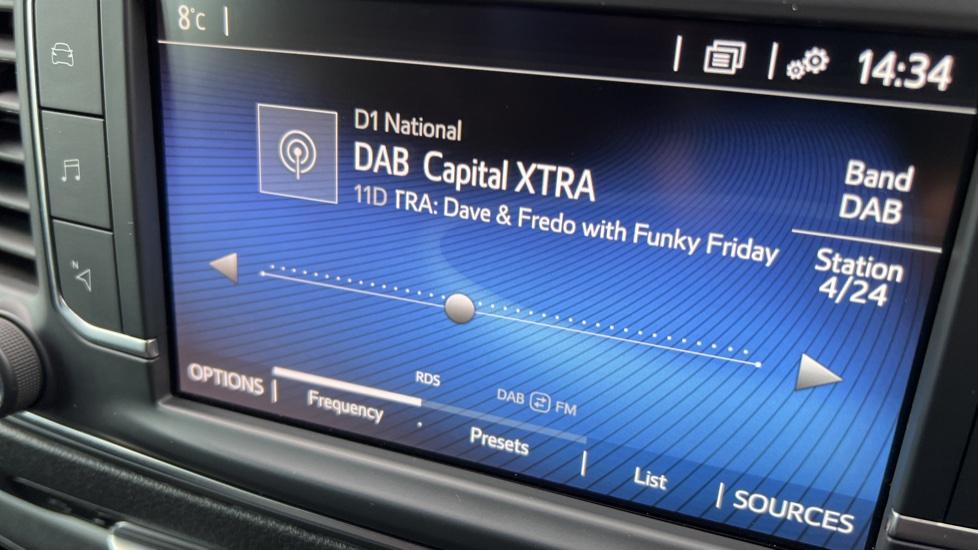 8°C
14:34
D1 National
DAB Capital XTRA
11D TRA: Dave & Fredo with Funky Friday
Band
DAB
Station
4/24
N
OPTIONS
RDS
DAB FM
Frequency
Presets
List
SOURCES